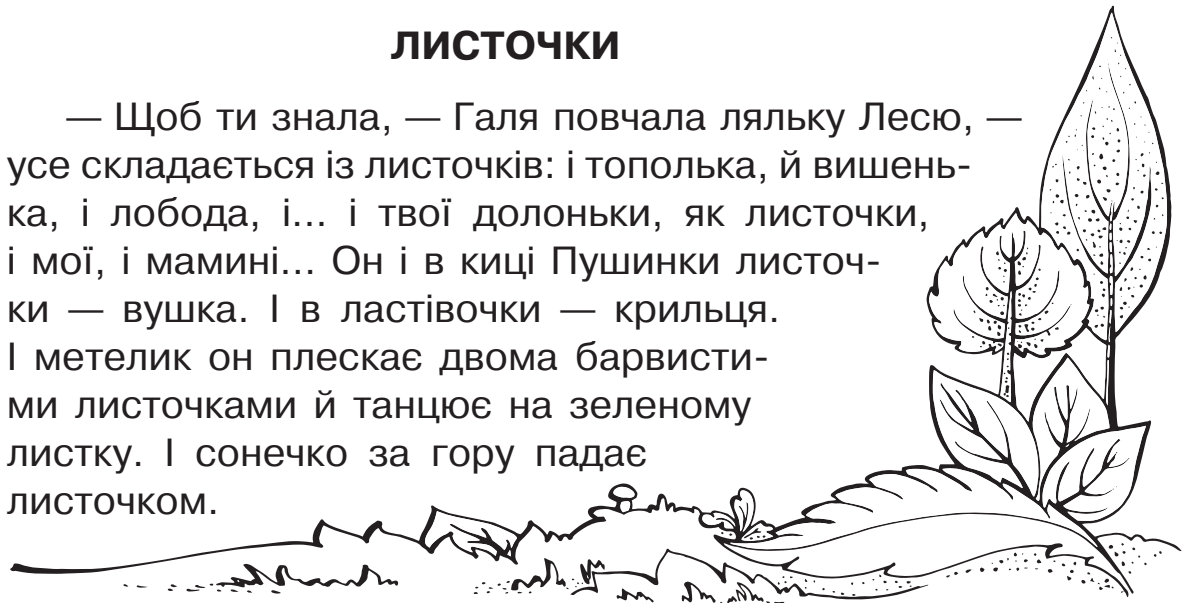 ЛИСТОЧКИ
— Щоб ти знала, — Галя повчала ляльку Лесю, —
усе складається із листочків: і тополька, й вишень-
ка, і лобода, і... і твої долоньки, як листочки,
і мої, і мамині... Он і в киці Пушинки листоч-
ки — вушка. І в ластівочки — крильця.
І метелик он плескає двома барвисти-
ми листочками й танцює на зеленому
листку. І сонечко за гору падає
листочком.